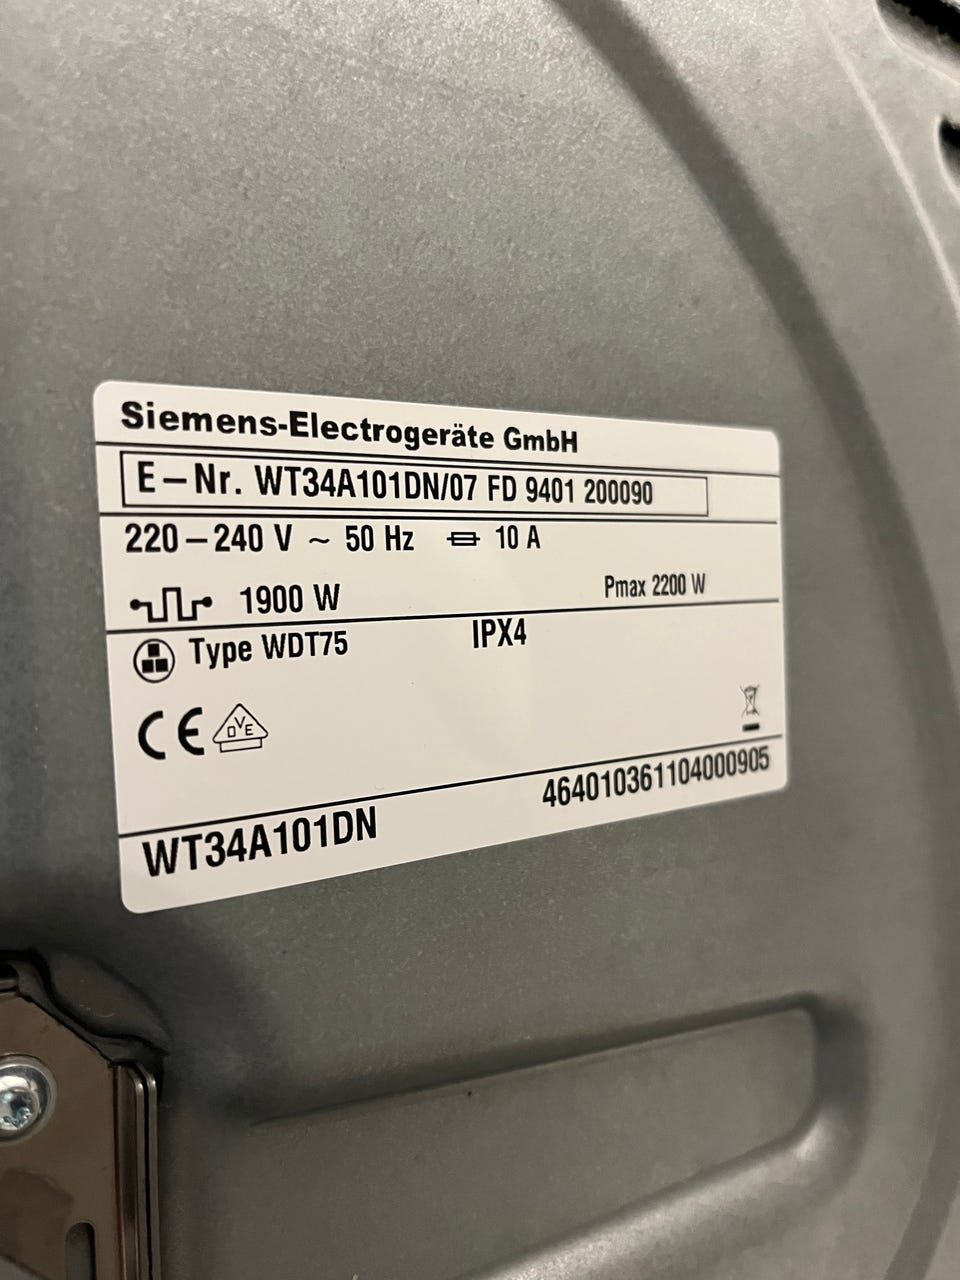 Siemens-Electrogeräte GmbH
E-Nr. WT34A101DN/07 FD 9401 200090
220-240 V ~ 50 Hz 10 A
1900 W Pmax 2200 W
Type WDT75 IPX4
CE DVE
WT34A101DN 464010361104000905